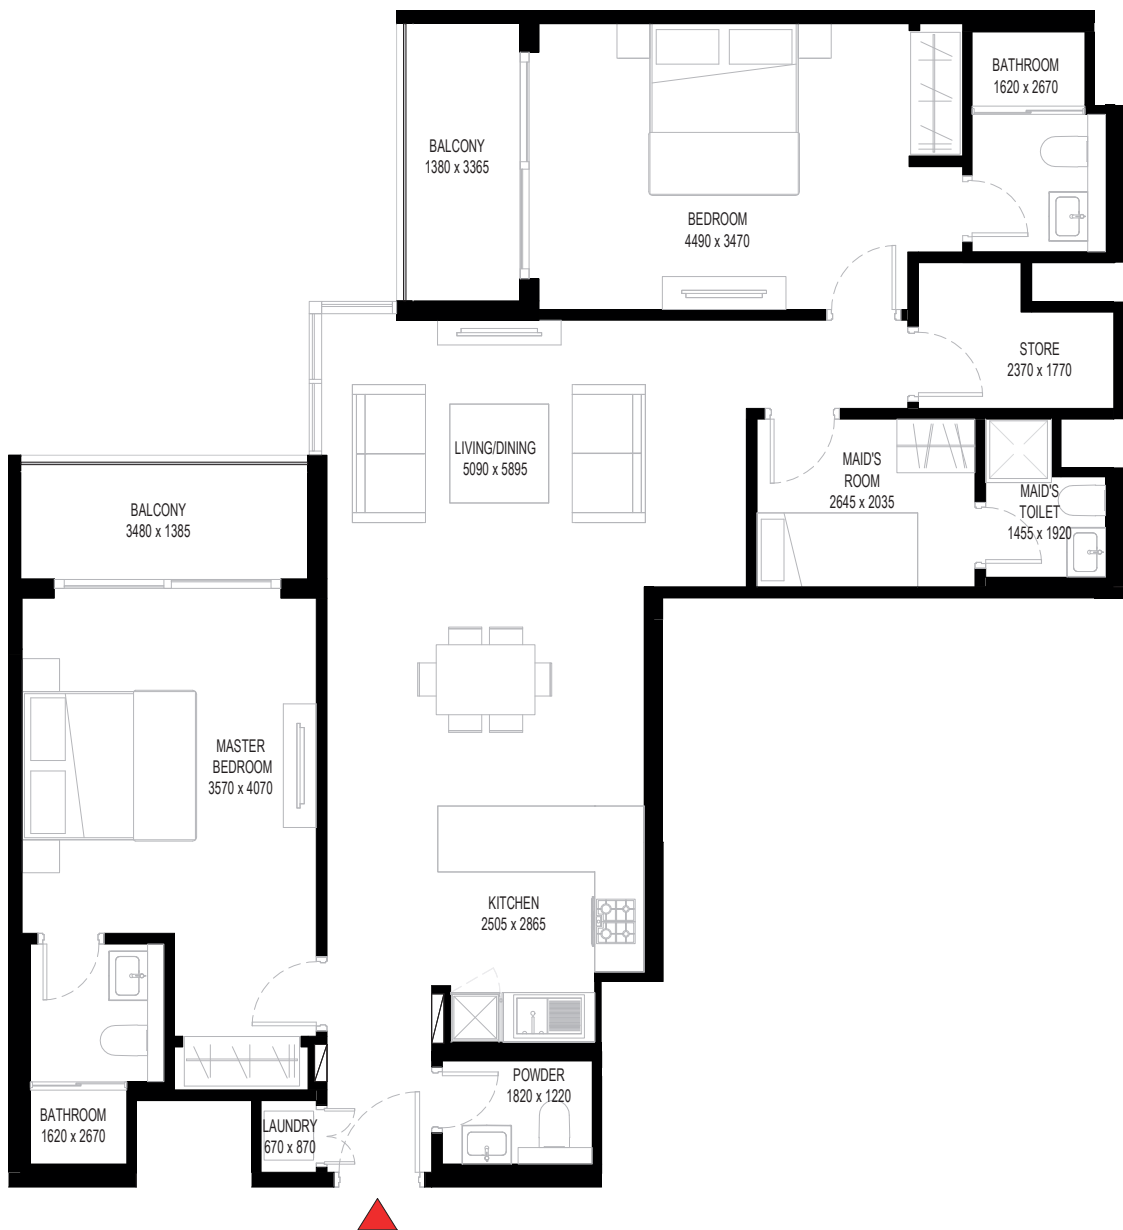 BATHROOM
1620 x 2670
BALCONY
1380 x 3365
BEDROOM
4490 x 3470
STORE
2370 x 1770
LIVING/DINING
5090 x 5895
MAID'S
ROOM
2645 x 2035
MAID'S
TOILET
1455 x 1920
BALCONY
3480 x 1385
MASTER
BEDROOM
3570 x 4070
KITCHEN
2505 x 2865
POWDER
1820 x 1220
BATHROOM
1620 x 2670
LAUNDRY
670 x 870